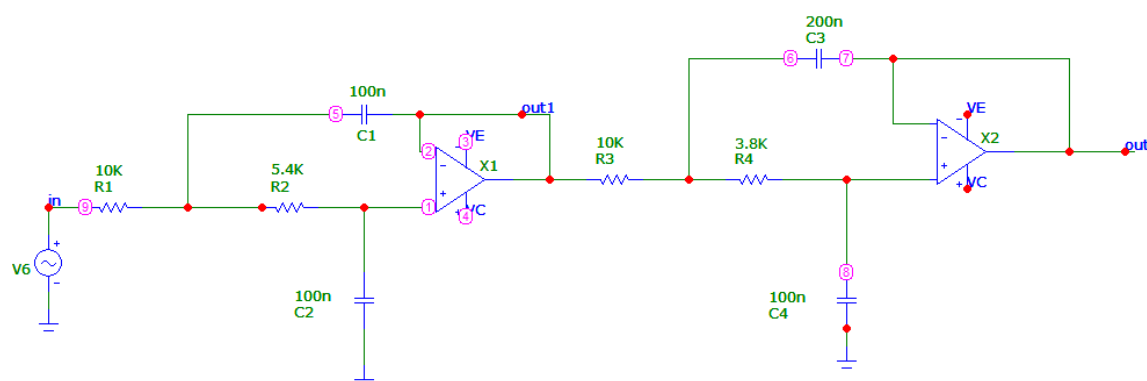 200n
C3
6
7
100n
out1
5
C1
VE
3
VE
2
X1
X2
10K
R1
5.4K
R2
10K
R3
3.8K
R4
out
in
9
1
VC
4
VC
V6
8
100n
C2
100n
C4